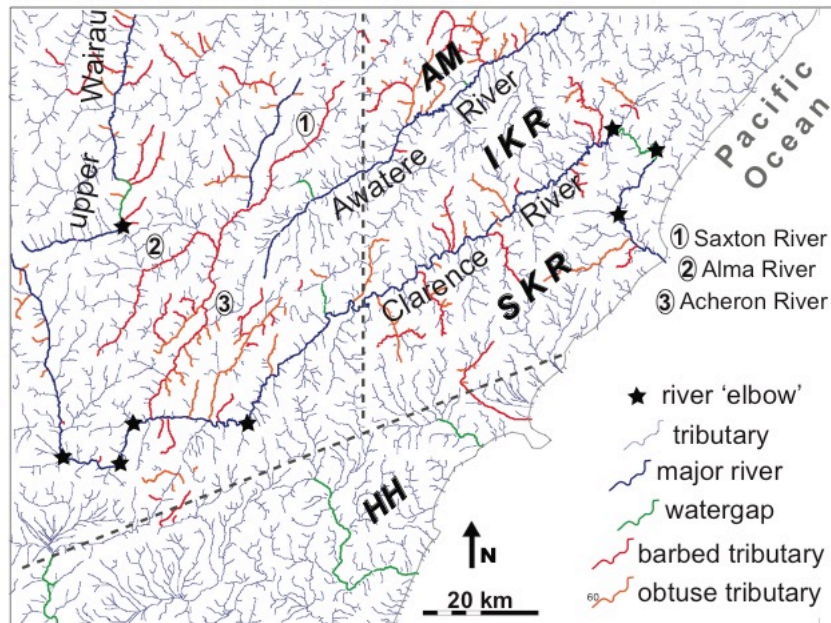 upper Wairau
AM
Awatere River
IKR
Clarence River
SKR
HH
Pacific
Ocean
1
2
3
1 Saxton River
2 Alma River
3 Acheron River
river 'elbow'
tributary
major river
watergap
barbed tributary
60 obtuse tributary
N
20 km